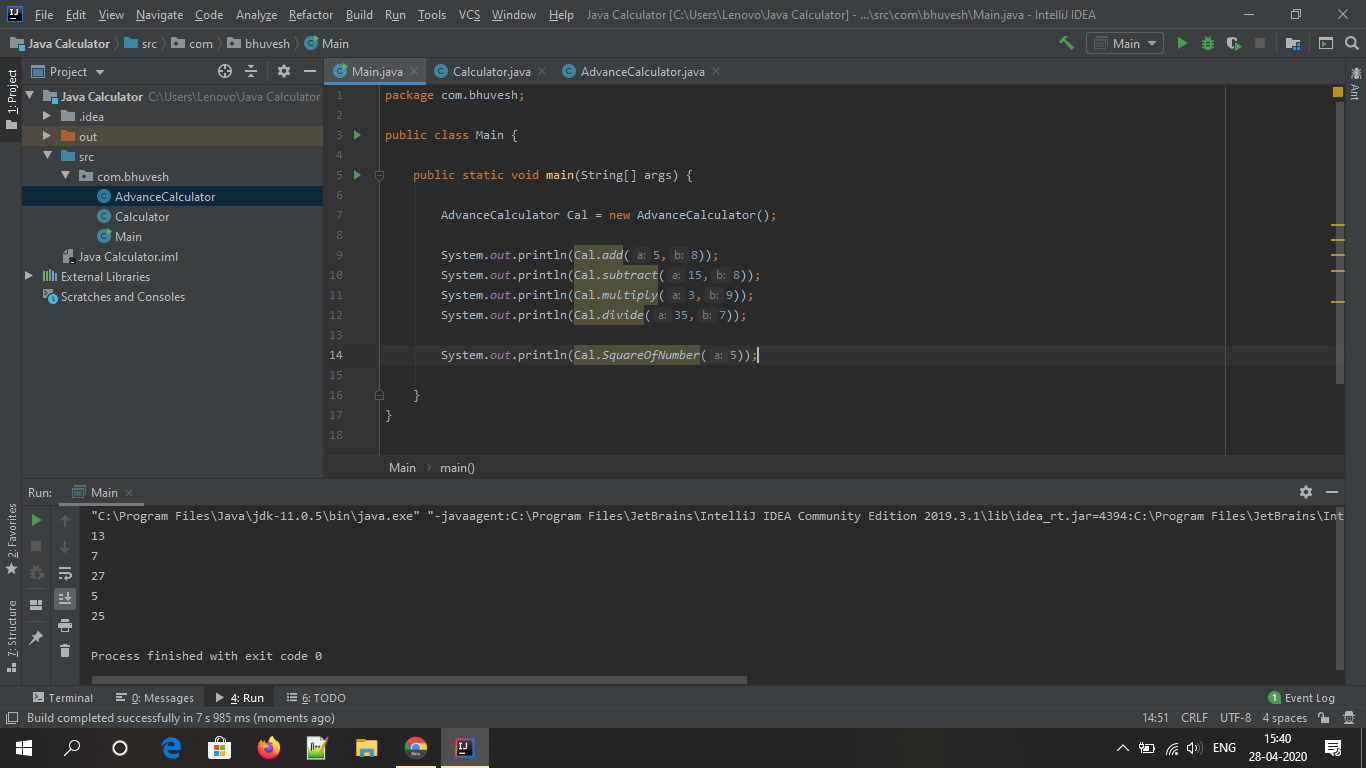 File Edit View Navigate Code Analyze Refactor Build Run Tools VCS Window Help Java Calculator [C:\Users\Lenovo\Java Calculator] - ...\src\com\bhuvesh\Main.java - IntelliJ IDEA
Java Calculator src com bhuvesh Main
Main
1: Project
Project
Java Calculator C:\Users\Lenovo\Java Calculator
.idea
out
src
com.bhuvesh
AdvanceCalculator
Calculator
Main
Java Calculator.iml
External Libraries
Scratches and Consoles
Main.java Calculator.java AdvanceCalculator.java
Ant
1 package com.bhuvesh;
2
3 public class Main {
4
5 public static void main(String[] args) {
6
7 AdvanceCalculator Cal = new AdvanceCalculator();
8
9 System.out.println(Cal.add( a: 5, b: 8));
10 System.out.println(Cal.subtract( a: 15, b: 8));
11 System.out.println(Cal.multiply( a: 3, b: 9));
12 System.out.println(Cal.divide( a: 35, b: 7));
13
14 System.out.println(Cal.SquareOfNumber( a: 5));
15
16 }
17 }
18
Main main()
Run: Main
2: Favorites
7: Structure
"C:\Program Files\Java\jdk-11.0.5\bin\java.exe" "-javaagent:C:\Program Files\JetBrains\IntelliJ IDEA Community Edition 2019.3.1\lib\idea_rt.jar=4394:C:\Program Files\JetBrains\Int
13
7
27
5
25
Process finished with exit code 0
Terminal 0: Messages 4: Run 6: TODO 1 Event Log
Build completed successfully in 7 s 985 ms (moments ago) 14:51 CRLF UTF-8 4 spaces
ENG 15:40
28-04-2020